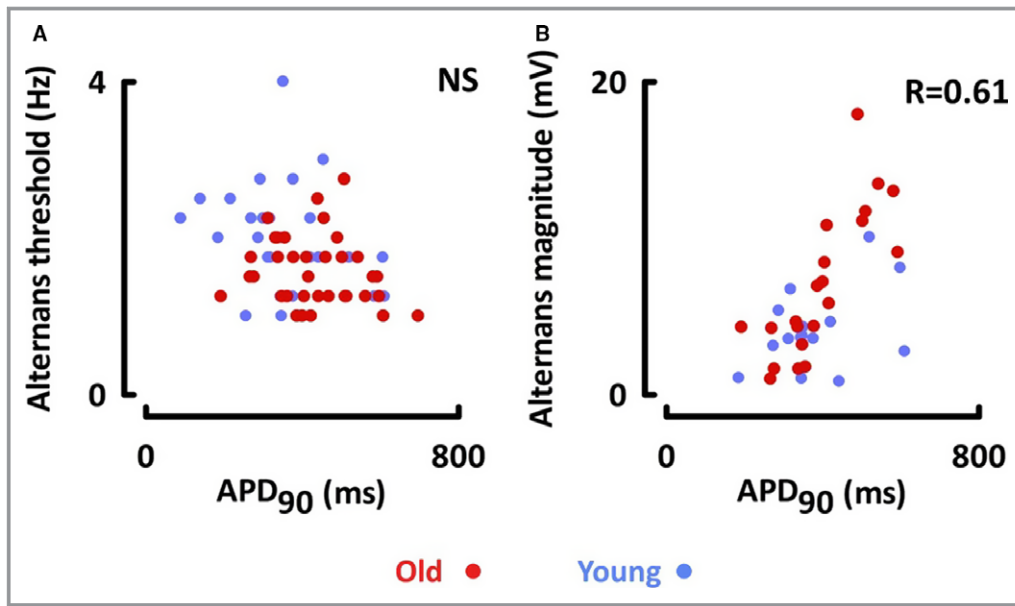 A
Alternans threshold (Hz)
4
0
NS
0
800
APD90 (ms)
B
Alternans magnitude (mV)
20
0
R=0.61
0
800
APD90 (ms)
Old
Young